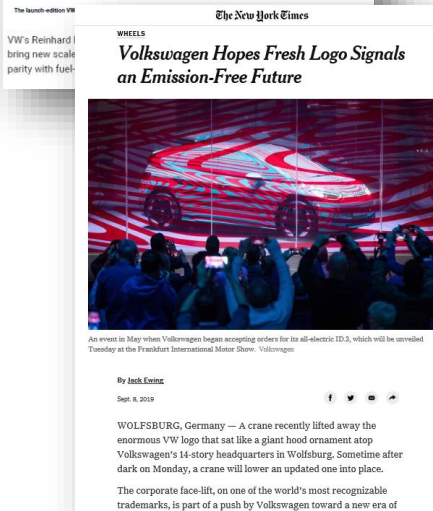 The launch-edition VW
VW's Reinhard
bring new scale
parity with fuel-
The New York Times
WHEELS
Volkswagen Hopes Fresh Logo Signals
an Emission-Free Future
An event in May when Volkswagen began accepting orders for its all-electric ID.3, which will be unveiled
Tuesday at the Frankfurt International Motor Show. Volkswagen
By Jack Ewing
Sept. 8, 2019
WOLFSBURG, Germany — A crane recently lifted away the
enormous VW logo that sat like a giant hood ornament atop
Volkswagen's 14-story headquarters in Wolfsburg. Sometime after
dark on Monday, a crane will lower an updated one into place.
The corporate face-lift, on one of the world's most recognizable
trademarks, is part of a push by Volkswagen toward a new era of